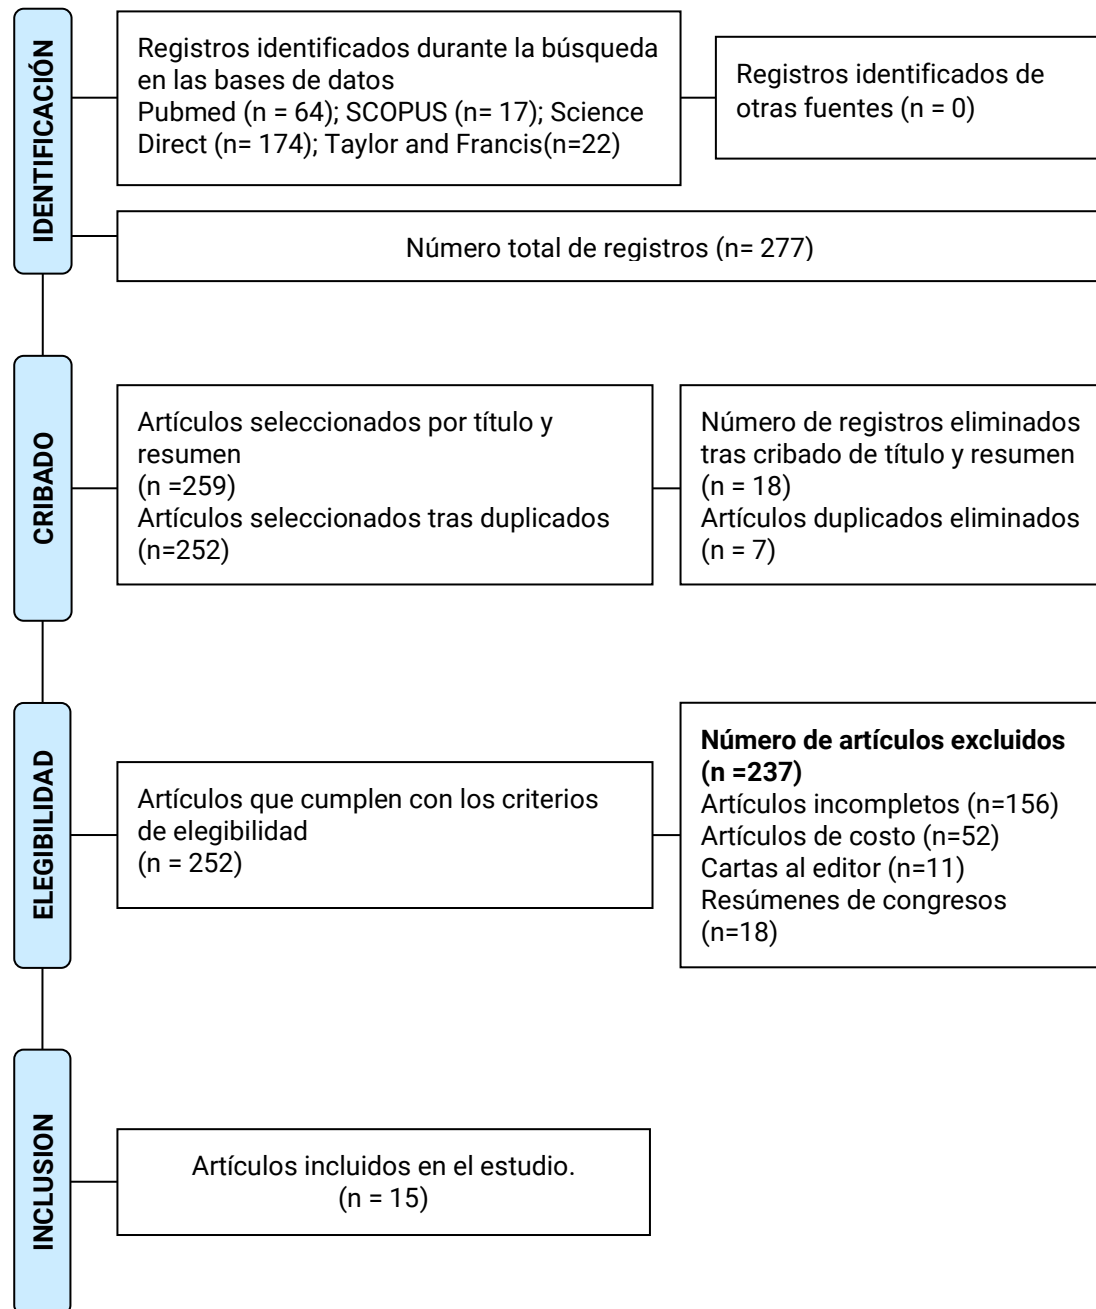 IDENTIFICACIÓN
Registros identificados durante la búsqueda
en las bases de datos
Pubmed (n = 64); SCOPUS (n= 17); Science
Direct (n= 174); Taylor and Francis(n=22)
Registros identificados de
otras fuentes (n = 0)
Número total de registros (n= 277)
CRIBADO
Artículos seleccionados por título y
resumen
(n =259)
Artículos seleccionados tras duplicados
(n=252)
Número de registros eliminados
tras cribado de título y resumen
(n = 18)
Artículos duplicados eliminados
(n = 7)
ELEGIBILIDAD
Artículos que cumplen con los criterios
de elegibilidad
(n = 252)
Número de artículos excluidos
(n =237)
Artículos incompletos (n=156)
Artículos de costo (n=52)
Cartas al editor (n=11)
Resúmenes de congresos
(n=18)
INCLUSION
Artículos incluidos en el estudio.
(n = 15)